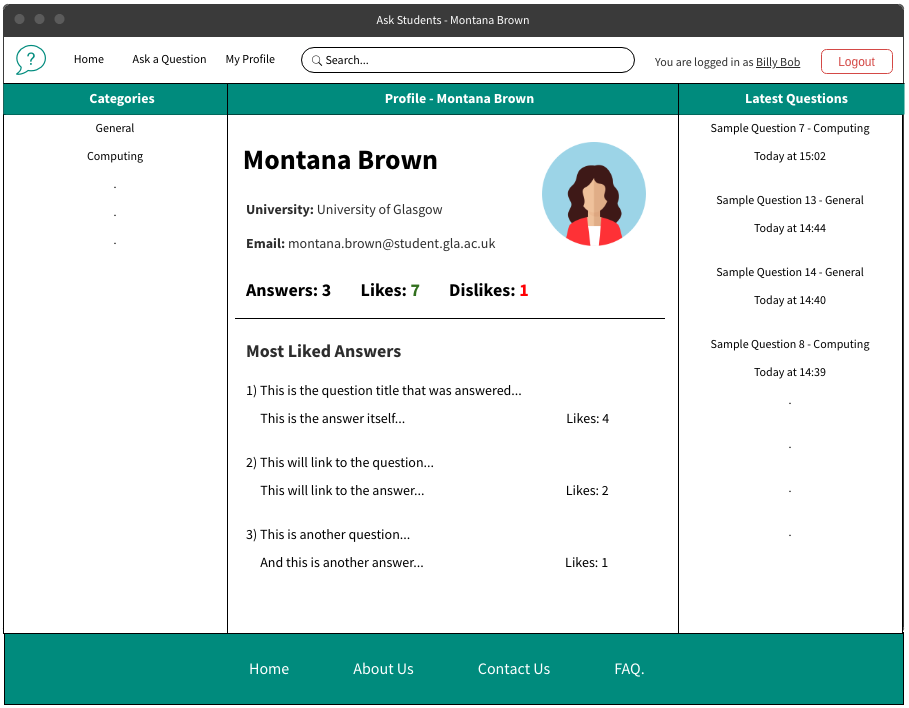 Ask Students - Montana Brown
?
Home
Ask a Question
My Profile
Search...
You are logged in as Billy Bob
Logout
Categories
General
Computing
.
.
.
Profile - Montana Brown
Montana Brown
University: University of Glasgow
Email: montana.brown@student.gla.ac.uk
Answers: 3 Likes: 7 Dislikes: 1
Most Liked Answers
1) This is the question title that was answered...
This is the answer itself... Likes: 4
2) This will link to the question...
This will link to the answer... Likes: 2
3) This is another question...
And this is another answer... Likes: 1
Latest Questions
Sample Question 7 - Computing
Today at 15:02
Sample Question 13 - General
Today at 14:44
Sample Question 14 - General
Today at 14:40
Sample Question 8 - Computing
Today at 14:39
.
.
.
.
Home
About Us
Contact Us
FAQ.